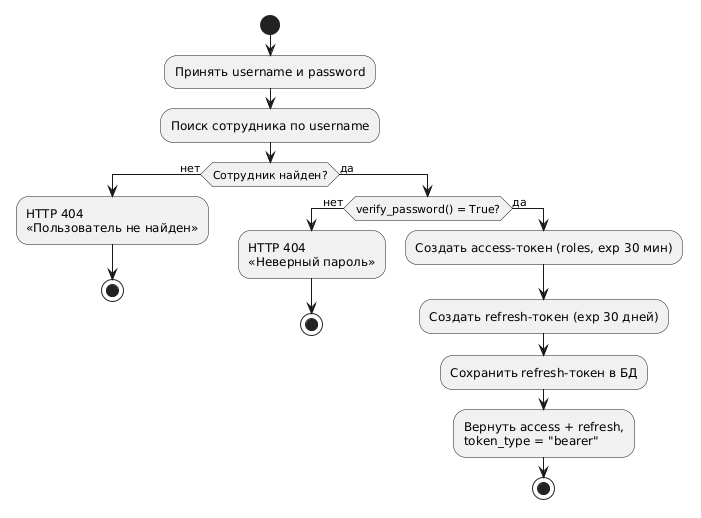 Принять username и password
Поиск сотрудника по username
нет
Сотрудник найден?
да
HTTP 404
«Пользователь не найден»
нет
verify_password() = True?
да
HTTP 404
«Неверный пароль»
Создать access-токен (roles, exp 30 мин)
Создать refresh-токен (exp 30 дней)
Сохранить refresh-токен в БД
Вернуть access + refresh,
token_type = "bearer"